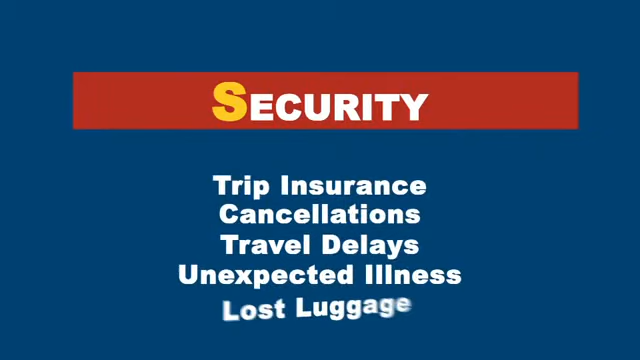 SECURITY
Trip Insurance
Cancellations
Travel Delays
Unexpected Illness
Lost Luggage